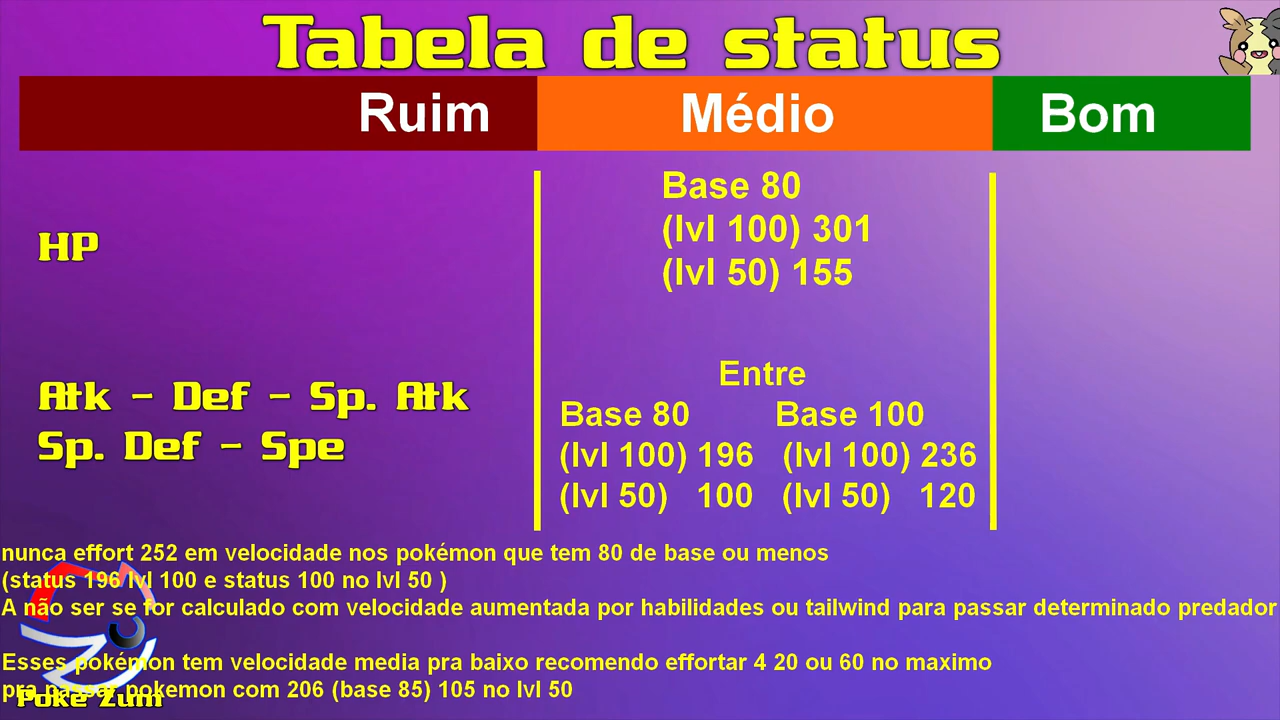 Tabela de status
Ruim Médio Bom
HP
Base 80
(lvl 100) 301
(lvl 50) 155
Atk - Def - Sp. Atk
Sp. Def - Spe
Entre
Base 80 Base 100
(lvl 100) 196 (lvl 100) 236
(lvl 50) 100 (lvl 50) 120
nunca effort 252 em velocidade nos pokémon que tem 80 de base ou menos
(status 196 lvl 100 e status 100 no lvl 50 )
A não ser se for calculado com velocidade aumentada por habilidades ou tailwind para passar determinado predador
Esses pokémon tem velocidade media pra baixo recomendo effortar 4 20 ou 60 no maximo
pra passar pokemon com 206 (base 85) 105 no lvl 50
Poke Zum